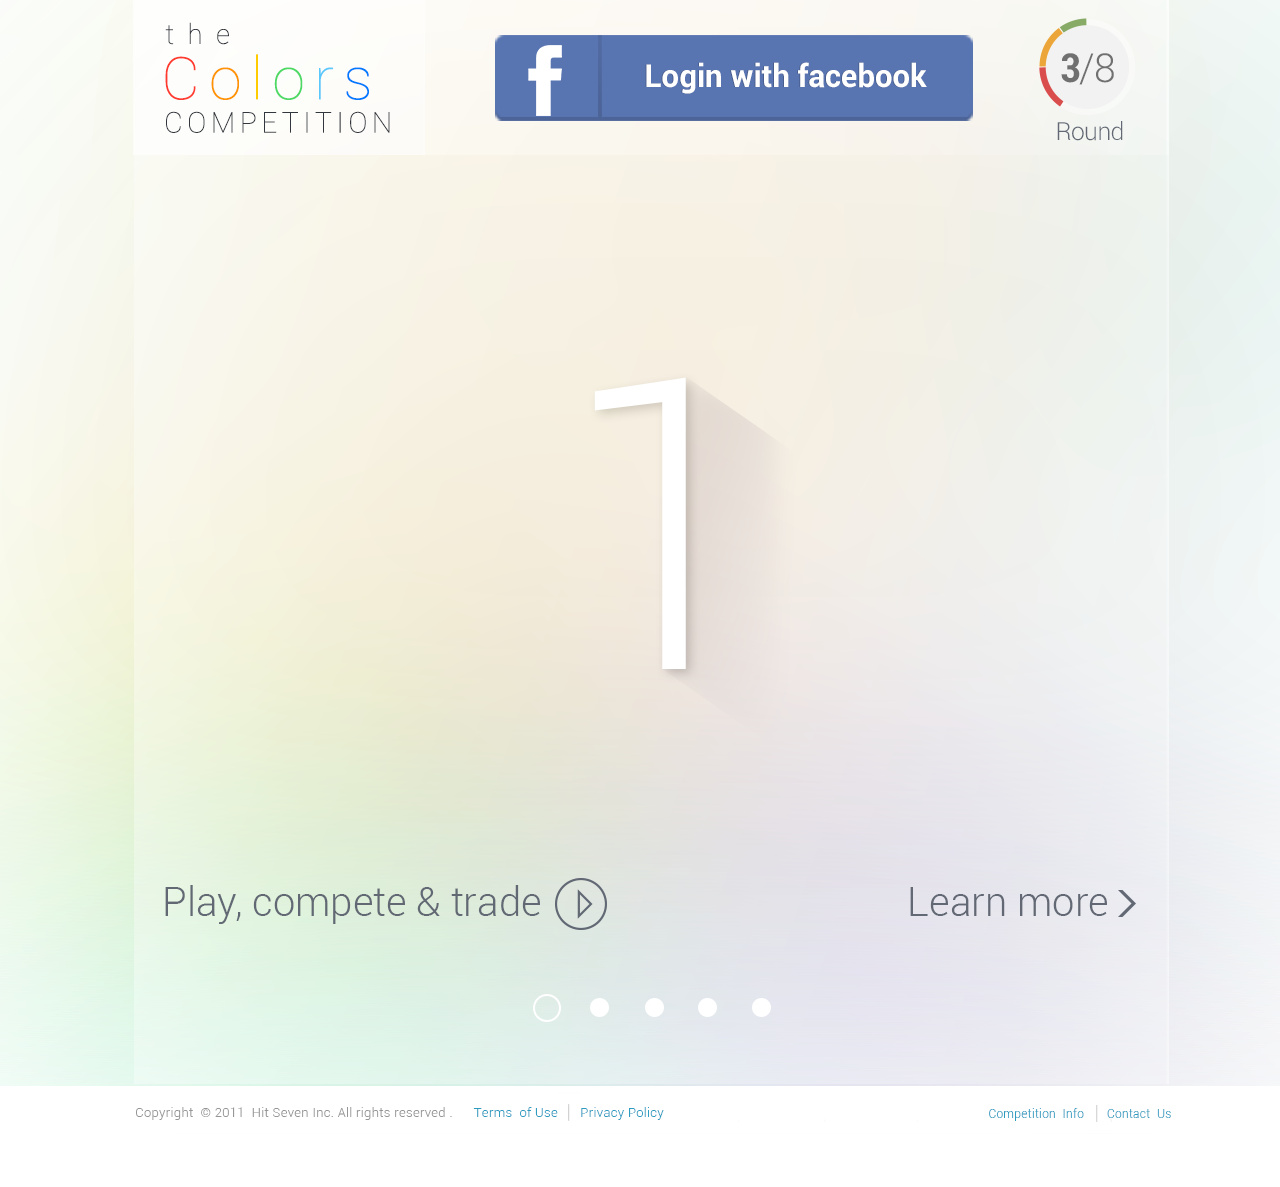 the
Colors
COMPETITION
f
Login with facebook
3/8
Round
1
Play, compete & trade
Learn more
Copyright © 2011 Hit Seven Inc. All rights reserved .
Terms of Use | Privacy Policy
Competition Info | Contact Us